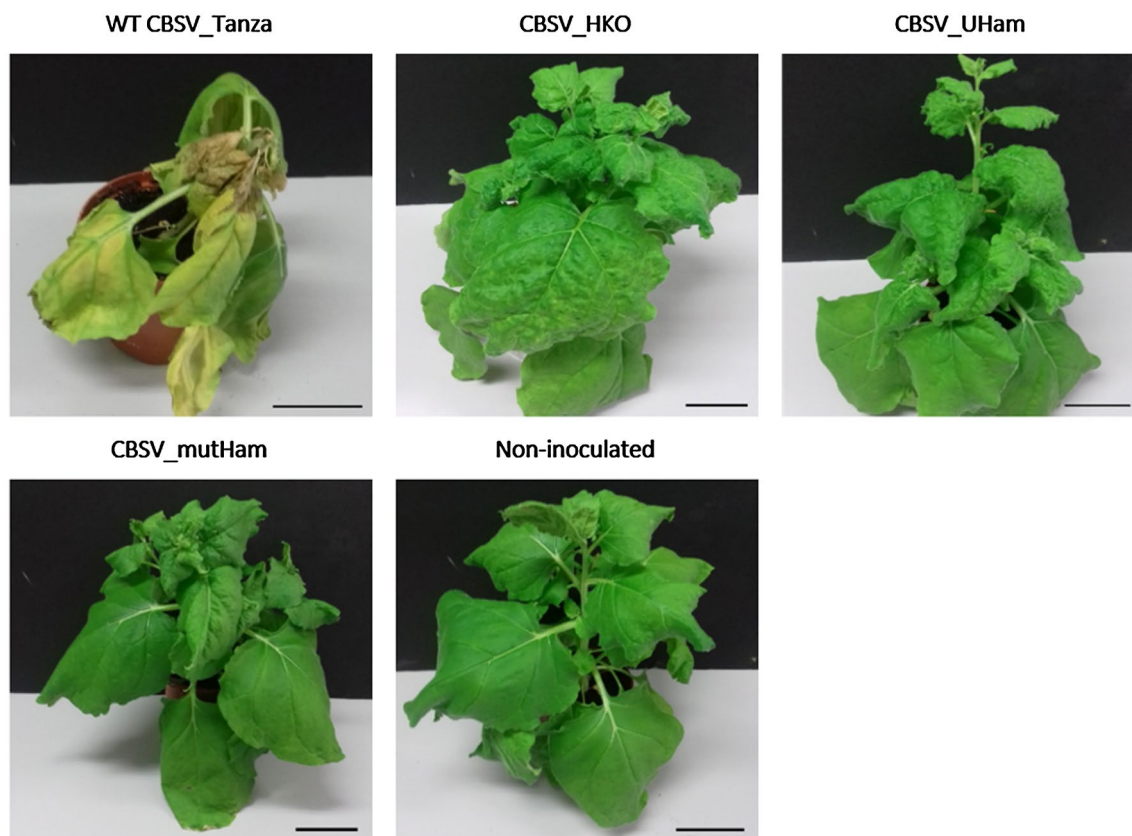 WT CBSV_Tanza
CBSV_HKO
CBSV_UHam
CBSV_mutHam
Non-inoculated